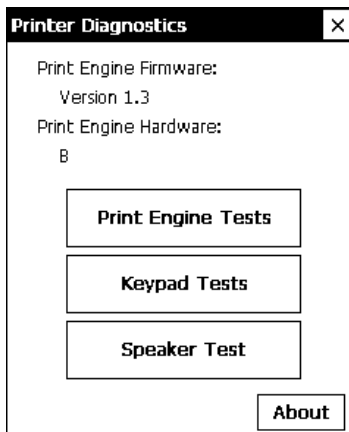 Printer Diagnostics
Print Engine Firmware:
Version 1.3
Print Engine Hardware:
B
Print Engine Tests
Keypad Tests
Speaker Test
About